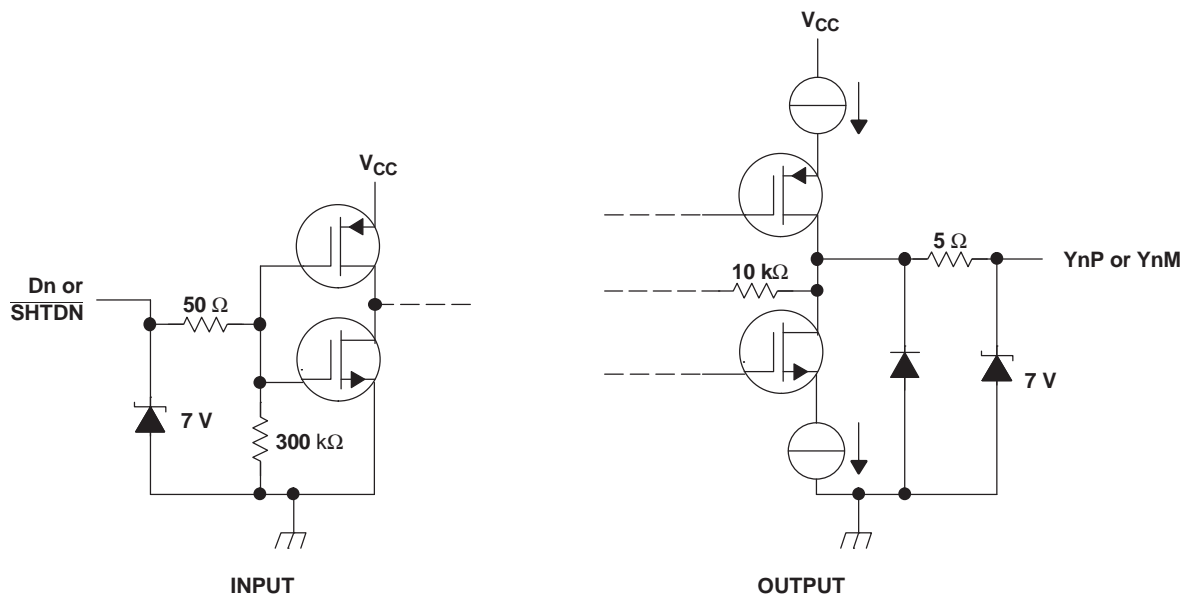 VCC
VCC
5 Ω
YnP or YnM
10 kΩ
Dn or
SHTDN
50 Ω
7 V
7 V
300 kΩ
INPUT
OUTPUT